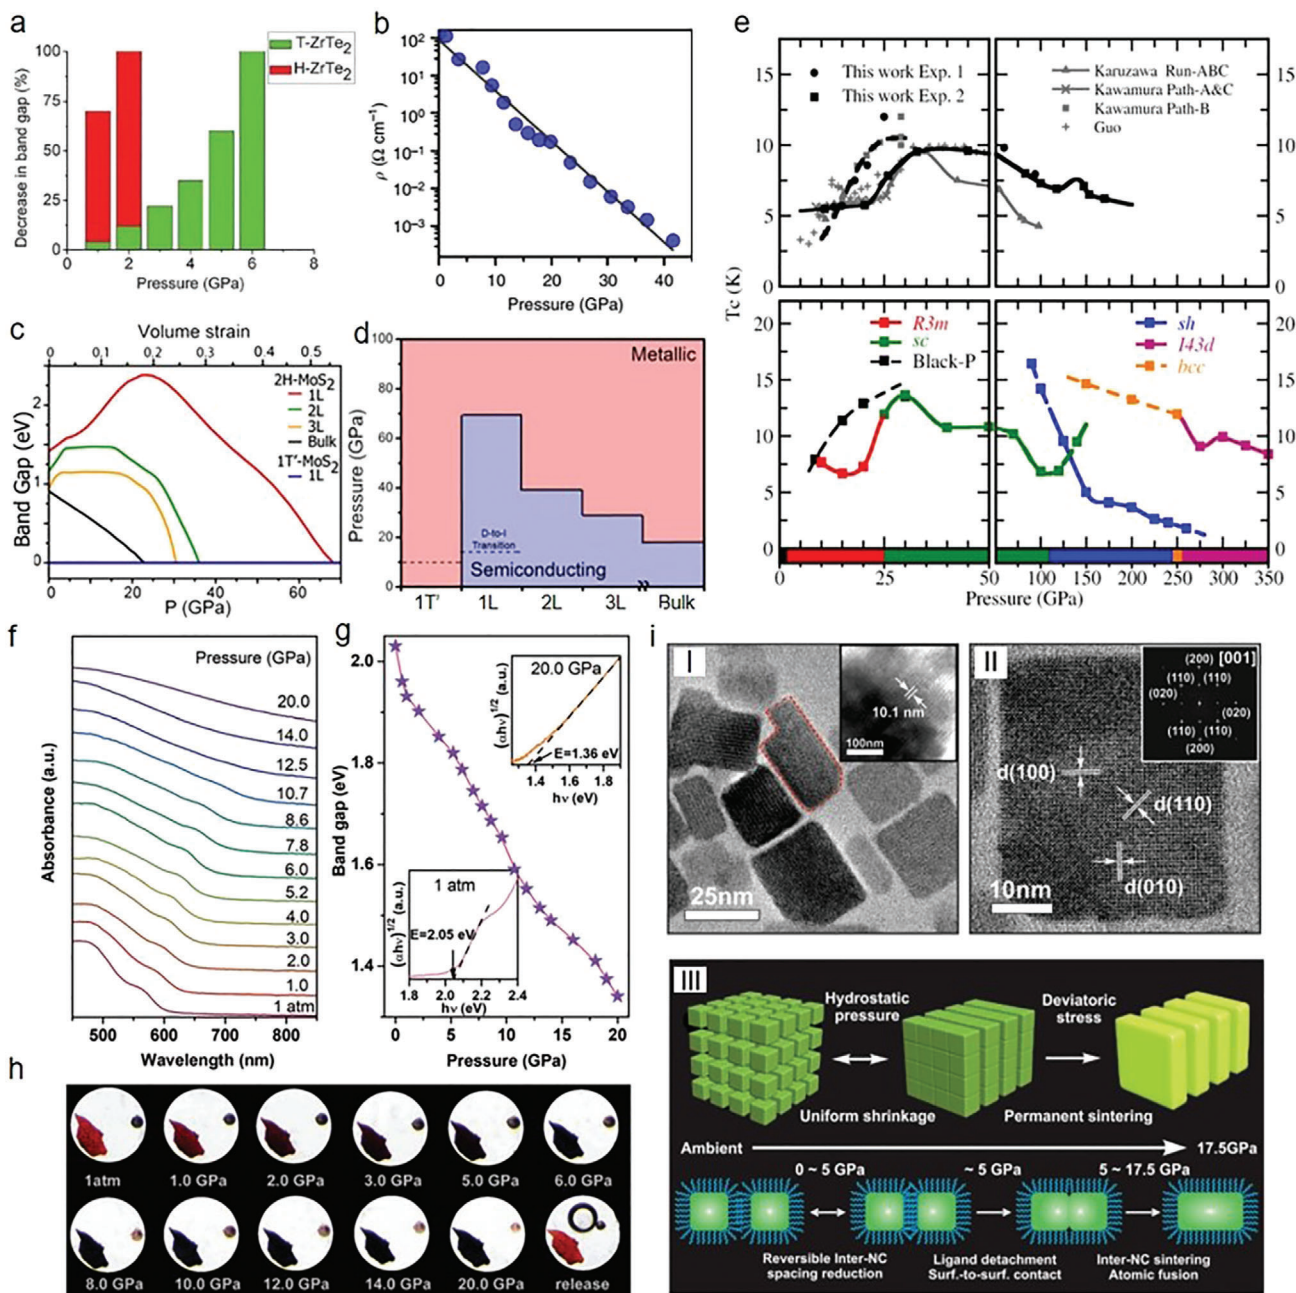 a
T-ZrTe2
H-ZrTe2
Decrease in band gap (%)
100
75
50
25
0
0
2
4
6
8
Pressure (GPa)
b
ρ (Ω cm⁻¹)
10²
10¹
10⁰
10⁻¹
10⁻²
10⁻³
0 10 20 30 40
Pressure (GPa)
c
Volume strain
0 0.1 0.2 0.3 0.4 0.5
Band Gap (eV)
2
1
0
2H-MoS2
1L
2L
3L
Bulk
1T′-MoS2
1L
0 20 40 60
P (GPa)
d
Pressure (GPa)
100
80
60
40
20
0
Metallic
D-to-I
Transition
Semiconducting
1T′ 1L 2L 3L Bulk
e
Tc (K)
15
10
5
0
This work Exp. 1
This work Exp. 2
Karuzawa Run-ABC
Kawamura Path-A&C
Kawamura Path-B
Guo
15
10
5
0
20
15
10
5
0
R3m
sc
Black-P
sh
I43d
bcc
20
15
10
5
0
0 25 50 100 150 200 250 300 350
Pressure (GPa)
f
Absorbance (a.u.)
Pressure (GPa)
20.0
14.0
12.5
10.7
8.6
7.8
6.0
5.2
4.0
3.0
2.0
1.0
1 atm
500 600 700 800
Wavelength (nm)
g
Band gap (eV)
2.0
1.8
1.6
1.4
20.0 GPa
(αhν)1/2 (a.u.)
E=1.36 eV
1.4 1.6 1.8
hν (eV)
1 atm
(αhν)1/2 (a.u.)
E=2.05 eV
1.8 2.0 2.2 2.4
hν (eV)
0 5 10 15 20
Pressure (GPa)
h
1atm 1.0 GPa 2.0 GPa 3.0 GPa 5.0 GPa 6.0 GPa
8.0 GPa 10.0 GPa 12.0 GPa 14.0 GPa 20.0 GPa release
i
I
10.1 nm
100nm
25nm
II
(200) [001]
(110) (110)
(020)
(020)
(110) (110)
(200)
d(100)
d(110)
d(010)
10nm
III
Hydrostatic
pressure
Deviatoric
stress
Uniform shrinkage
Permanent sintering
Ambient
17.5GPa
0 ~ 5 GPa
~ 5 GPa
5 ~ 17.5 GPa
Reversible Inter-NC
spacing reduction
Ligand detachment
Surf.-to-surf. contact
Inter-NC sintering
Atomic fusion